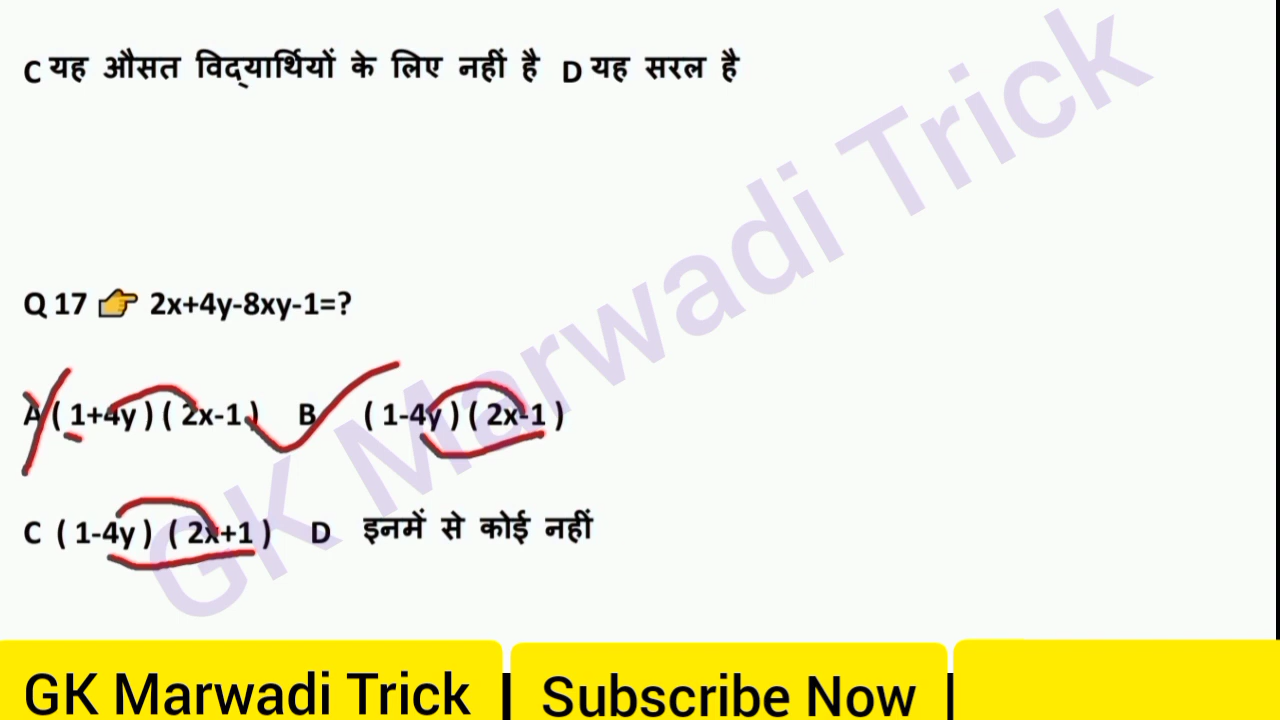 C यह औसत विद्यार्थियों के लिए नहीं है D यह सरल है
Q 17 👉 2x+4y-8xy-1=?
A ( 1+4y ) ( 2x-1 ) B ( 1-4y ) ( 2x-1 )
C ( 1-4y ) ( 2x+1 ) D इनमें से कोई नहीं
GK Marwadi Trick
GK Marwadi Trick | Subscribe Now |